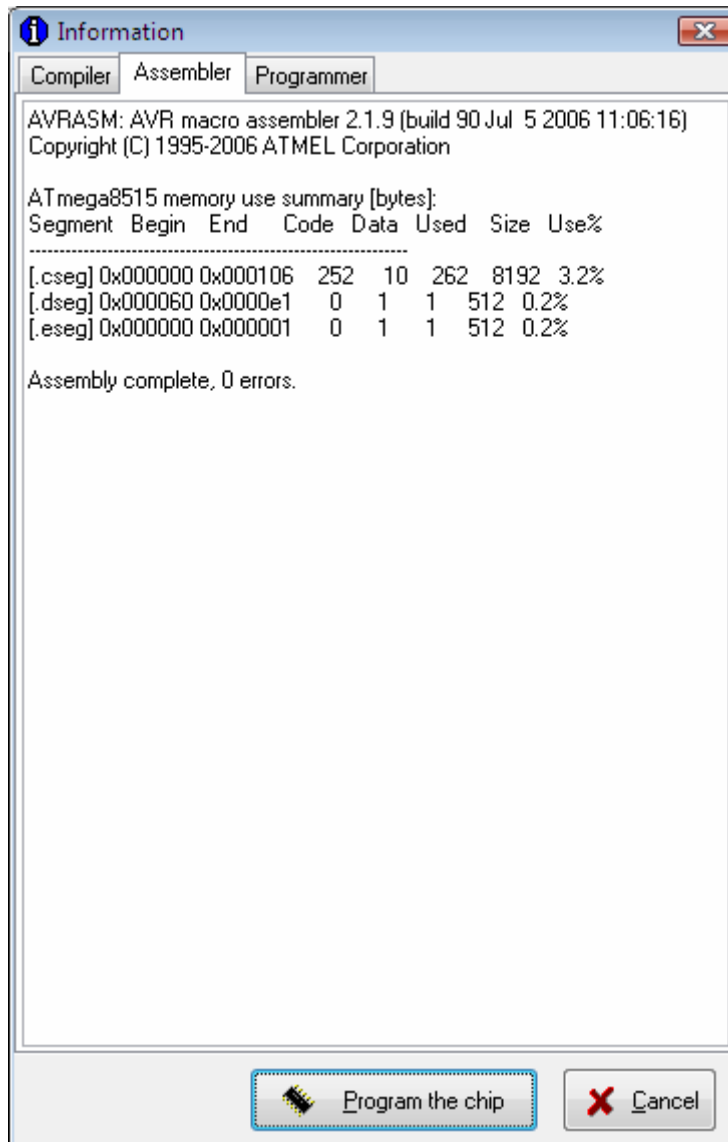 Information
Compiler Assembler Programmer
AVRASM: AVR macro assembler 2.1.9 (build 90 Jul  5 2006 11:06:16)
Copyright (C) 1995-2006 ATMEL Corporation
ATmega8515 memory use summary [bytes]:
Segment  Begin  End  Code  Data  Used  Size  Use%
---------------------------------------------------------------
[.cseg] 0x000000 0x000106  252  10  262  8192  3.2%
[.dseg] 0x000060 0x0000e1  0  1  1  512  0.2%
[.eseg] 0x000000 0x000001  0  1  1  512  0.2%
Assembly complete, 0 errors.
Program the chip Cancel